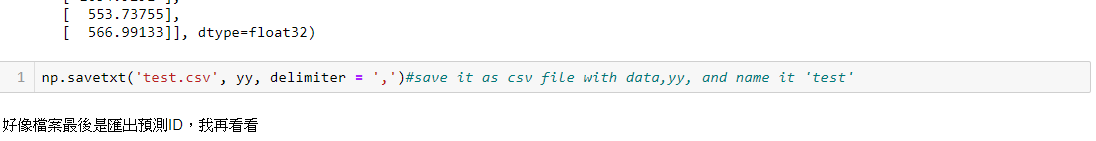 [  553.73755],
[  566.99133]], dtype=float32)
1 np.savetxt('test.csv', yy, delimiter = ',')#save it as csv file with data,yy, and name it 'test'
好像檔案最後是匯出預測ID，我再看看